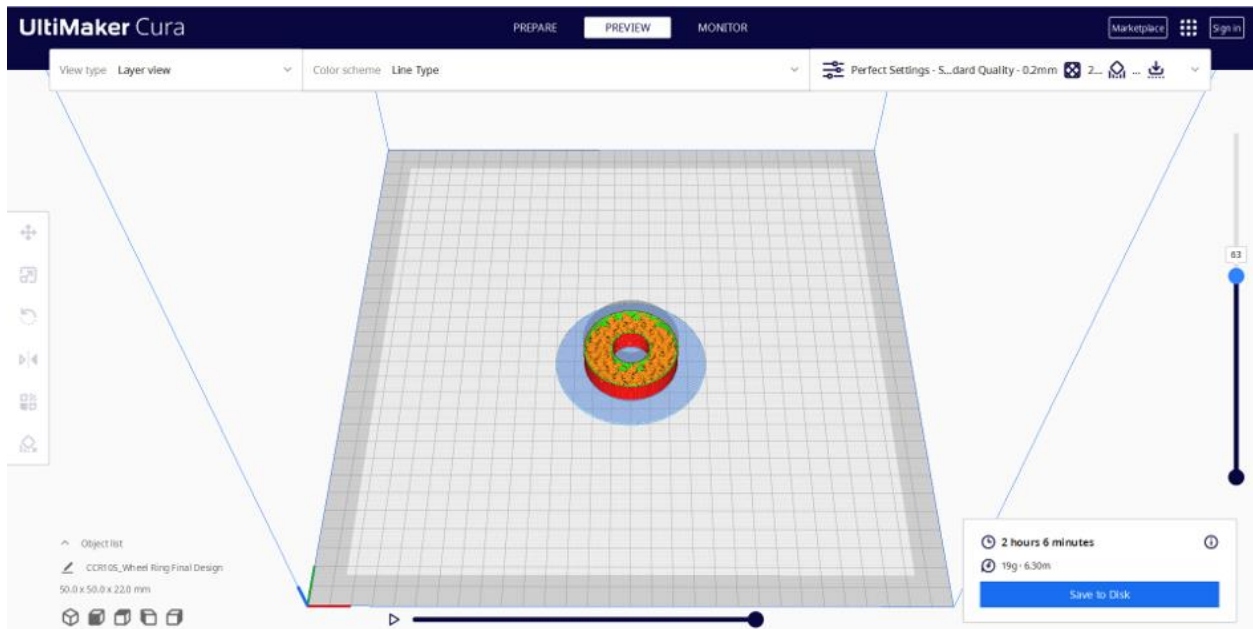 UltiMaker Cura
PREPARE
PREVIEW
MONITOR
Marketplace
Sign in
View type Layer view
Color scheme Line Type
Perfect Settings - S...dard Quality - 0.2mm 2... ...
63
Object list
CCR10S_Wheel Ring Final Design
50.0 x 50.0 x 22.0 mm
2 hours 6 minutes
19g · 6.30m
Save to Disk